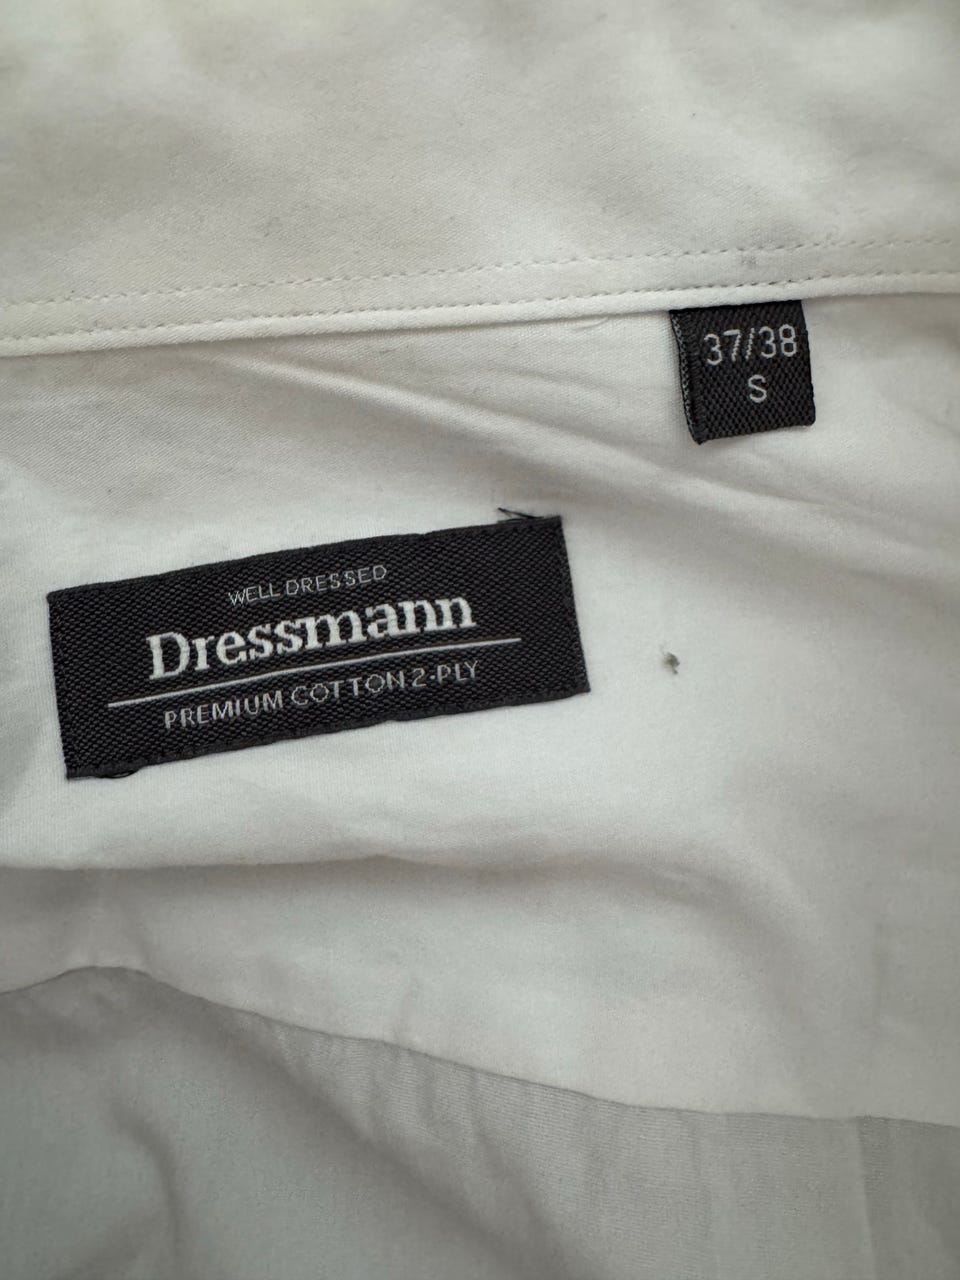 37/38
S
WELL DRESSED
Dressmann
PREMIUM COTTON 2-PLY